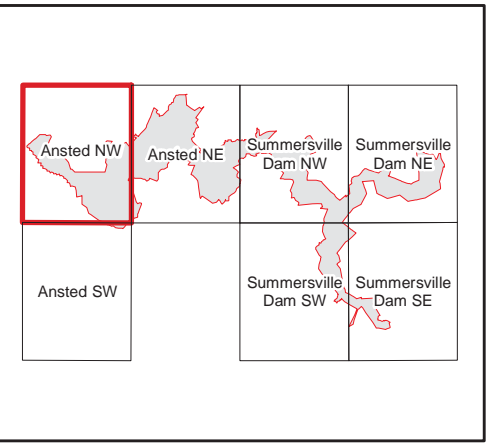 Ansted NW
Ansted NE
Summersville
Dam NW
Summersville
Dam NE
Ansted SW
Summersville
Dam SW
Summersville
Dam SE